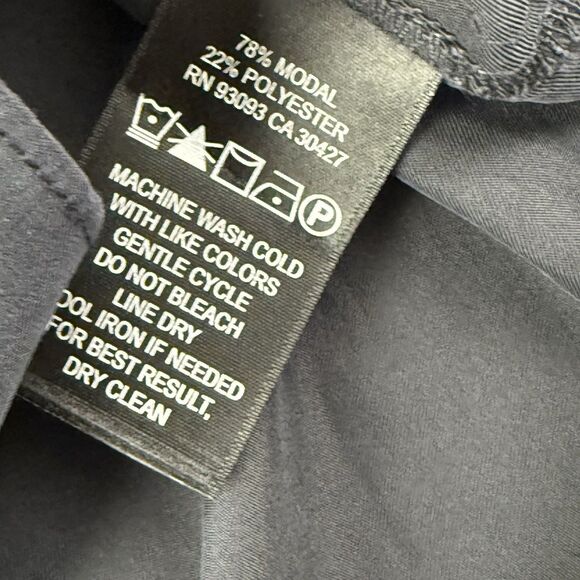 78% MODAL
22% POLYESTER
RN 93093 CA 30427
P
MACHINE WASH COLD
WITH LIKE COLORS
GENTLE CYCLE
DO NOT BLEACH
LINE DRY
OOL IRON IF NEEDED
FOR BEST RESULT,
DRY CLEAN